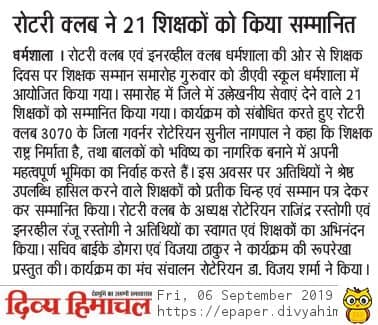 रोटरी क्लब ने 21 शिक्षकों को किया सम्मानित
धर्मशाला । रोटरी क्लब एवं इनरव्हील क्लब धर्मशाला की ओर से शिक्षक
दिवस पर शिक्षक सम्मान समारोह गुरुवार को डीएवी स्कूल धर्मशाला में
आयोजित किया गया। समारोह में जिले में उल्लेखनीय सेवाएं देने वाले 21
शिक्षकों को सम्मानित किया गया। कार्यक्रम को संबोधित करते हुए रोटरी
क्लब 3070 के जिला गवर्नर रोटेरियन सुनील नागपाल ने कहा कि शिक्षक
राष्ट्र निर्माता है, तथा बालकों को भविष्य का नागरिक बनाने में अपनी
महत्वपूर्ण भूमिका का निर्वाह करते हैं। इस अवसर पर अतिथियों ने श्रेष्ठ
उपलब्धि हासिल करने वाले शिक्षकों को प्रतीक चिन्ह एवं सम्मान पत्र देकर
कर सम्मानित किया। रोटरी क्लब के अध्यक्ष रोटेरियन राजिंद्र रस्तोगी एवं
इनरव्हील रंजू रस्तोगी ने अतिथियों का स्वागत एवं शिक्षकों का अभिनंदन
किया। सचिव बाईके डोगरा एवं विजया ठाकुर ने कार्यक्रम की रूपरेखा
प्रस्तुत की। कार्यक्रम का मंच संचालन रोटेरियन डा. विजय शर्मा ने किया।
दिव्य हिमाचल
Fri, 06 September 2019
https://epaper.divyahim